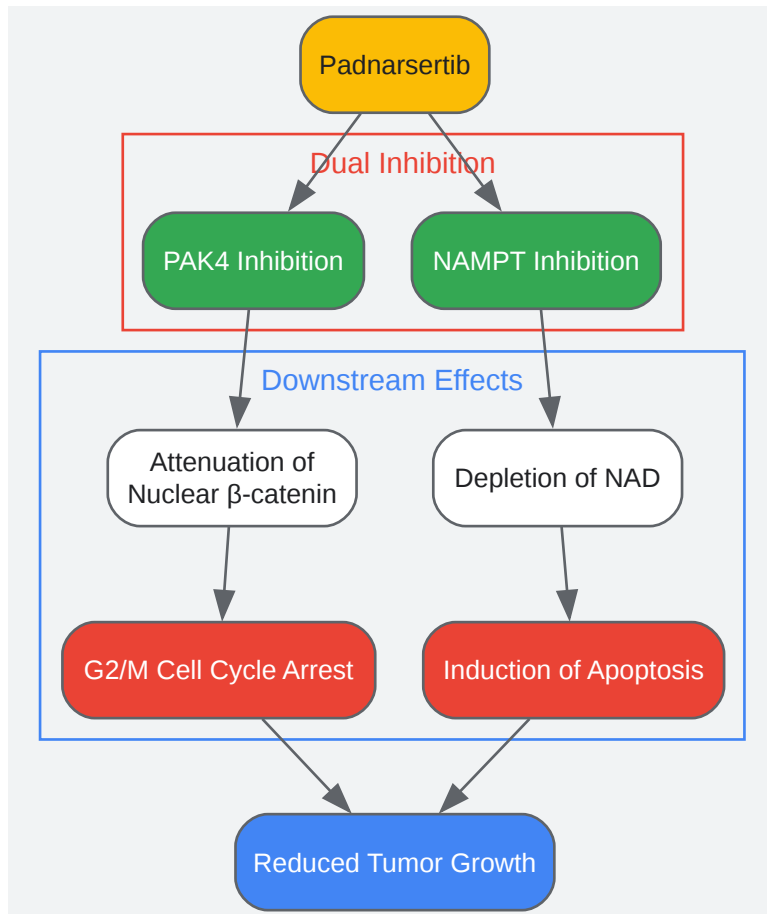 Padnarsertib
Dual Inhibition
PAK4 Inhibition
NAMPT Inhibition
Downstream Effects
Attenuation of
Nuclear β-catenin
Depletion of NAD
G2/M Cell Cycle Arrest
Induction of Apoptosis
Reduced Tumor Growth